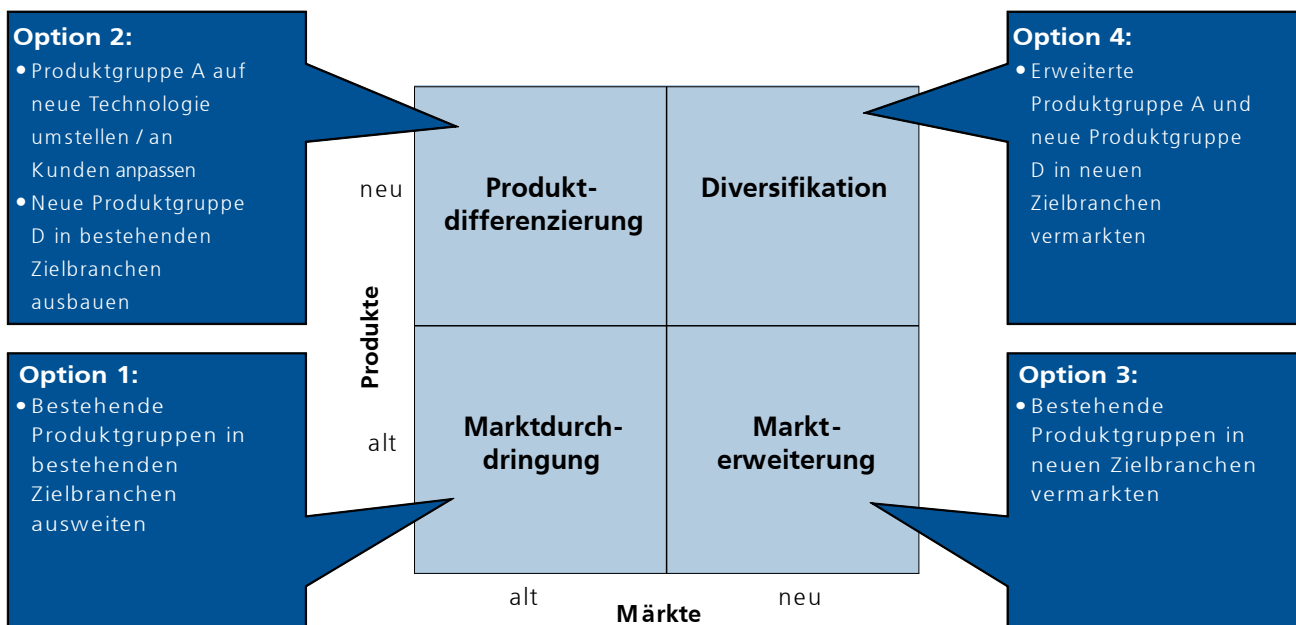 Option 2:
• Produktgruppe A auf
neue Technologie
umstellen / an
Kunden anpassen
• Neue Produktgruppe
D in bestehenden
Zielbranchen
ausbauen
Option 4:
• Erweiterte
Produktgruppe A und
neue Produktgruppe
D in neuen
Zielbranchen
vermarkten
neu
Produkt-
differenzierung
Diversifikation
Produkte
Option 1:
• Bestehende
Produktgruppen in
bestehenden
Zielbranchen
ausweiten
alt
Marktdurch-
dringung
Markt-
erweiterung
Option 3:
• Bestehende
Produktgruppen in
neuen Zielbranchen
vermarkten
alt
neu
Märkte